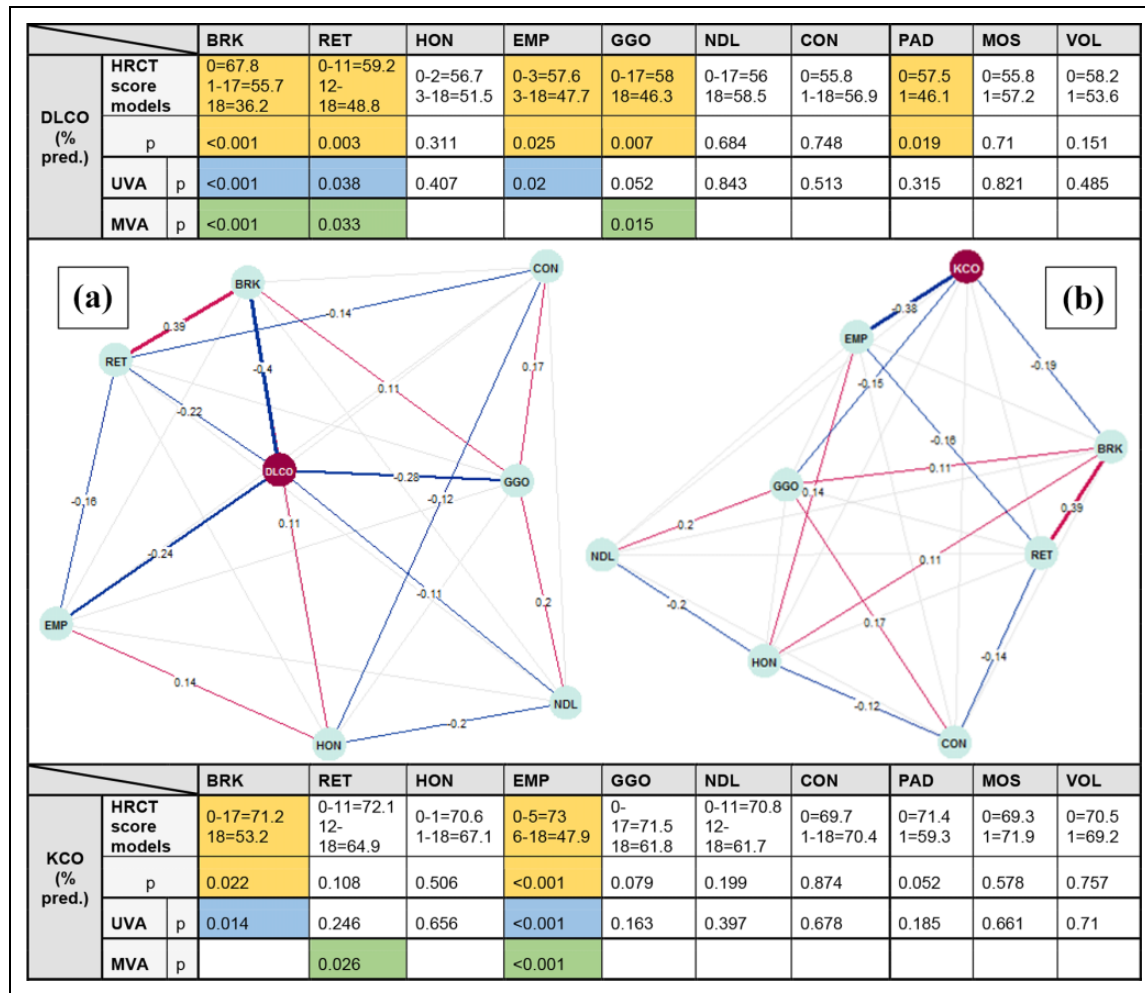 BRK RET HON EMP GGO NDL CON PAD MOS VOL
DLCO (% pred.)
HRCT score models
0=67.8 1-17=55.7 18=36.2
0-11=59.2 12-18=48.8
0-2=56.7 3-18=51.5
0-3=57.6 3-18=47.7
0-17=58 18=46.3
0-17=56 18=58.5
0=55.8 1-18=56.9
0=57.5 1=46.1
0=55.8 1=57.2
0=58.2 1=53.6
p <0.001 0.003 0.311 0.025 0.007 0.684 0.748 0.019 0.71 0.151
UVA p <0.001 0.038 0.407 0.02 0.052 0.843 0.513 0.315 0.821 0.485
MVA p <0.001 0.033 0.015
(a)
BRK
CON
0.39
-0.14
RET
-0.4
0.17
0.11
-0.22
DLCO
-0.28
GGO
-0.16
0.11
-0.12
-0.24
-0.11
0.2
EMP
0.14
NDL
-0.2
HON
(b)
KCO
-0.38
EMP
-0.15
-0.19
-0.16
BRK
0.11
GGO
0.14
0.39
-0.2
NDL
RET
0.11
-0.2
0.17
HON
-0.14
-0.12
CON
BRK RET HON EMP GGO NDL CON PAD MOS VOL
KCO (% pred.)
HRCT score models
0-17=71.2 18=53.2
0-11=72.1 12-18=64.9
0-1=70.6 1-18=67.1
0-5=73 6-18=47.9
0-17=71.5 18=61.8
0-11=70.8 12-18=61.7
0=69.7 1-18=70.4
0=71.4 1=59.3
0=69.3 1=71.9
0=70.5 1=69.2
p 0.022 0.108 0.506 <0.001 0.079 0.199 0.874 0.052 0.578 0.757
UVA p 0.014 0.246 0.656 <0.001 0.163 0.397 0.678 0.185 0.661 0.71
MVA p 0.026 <0.001